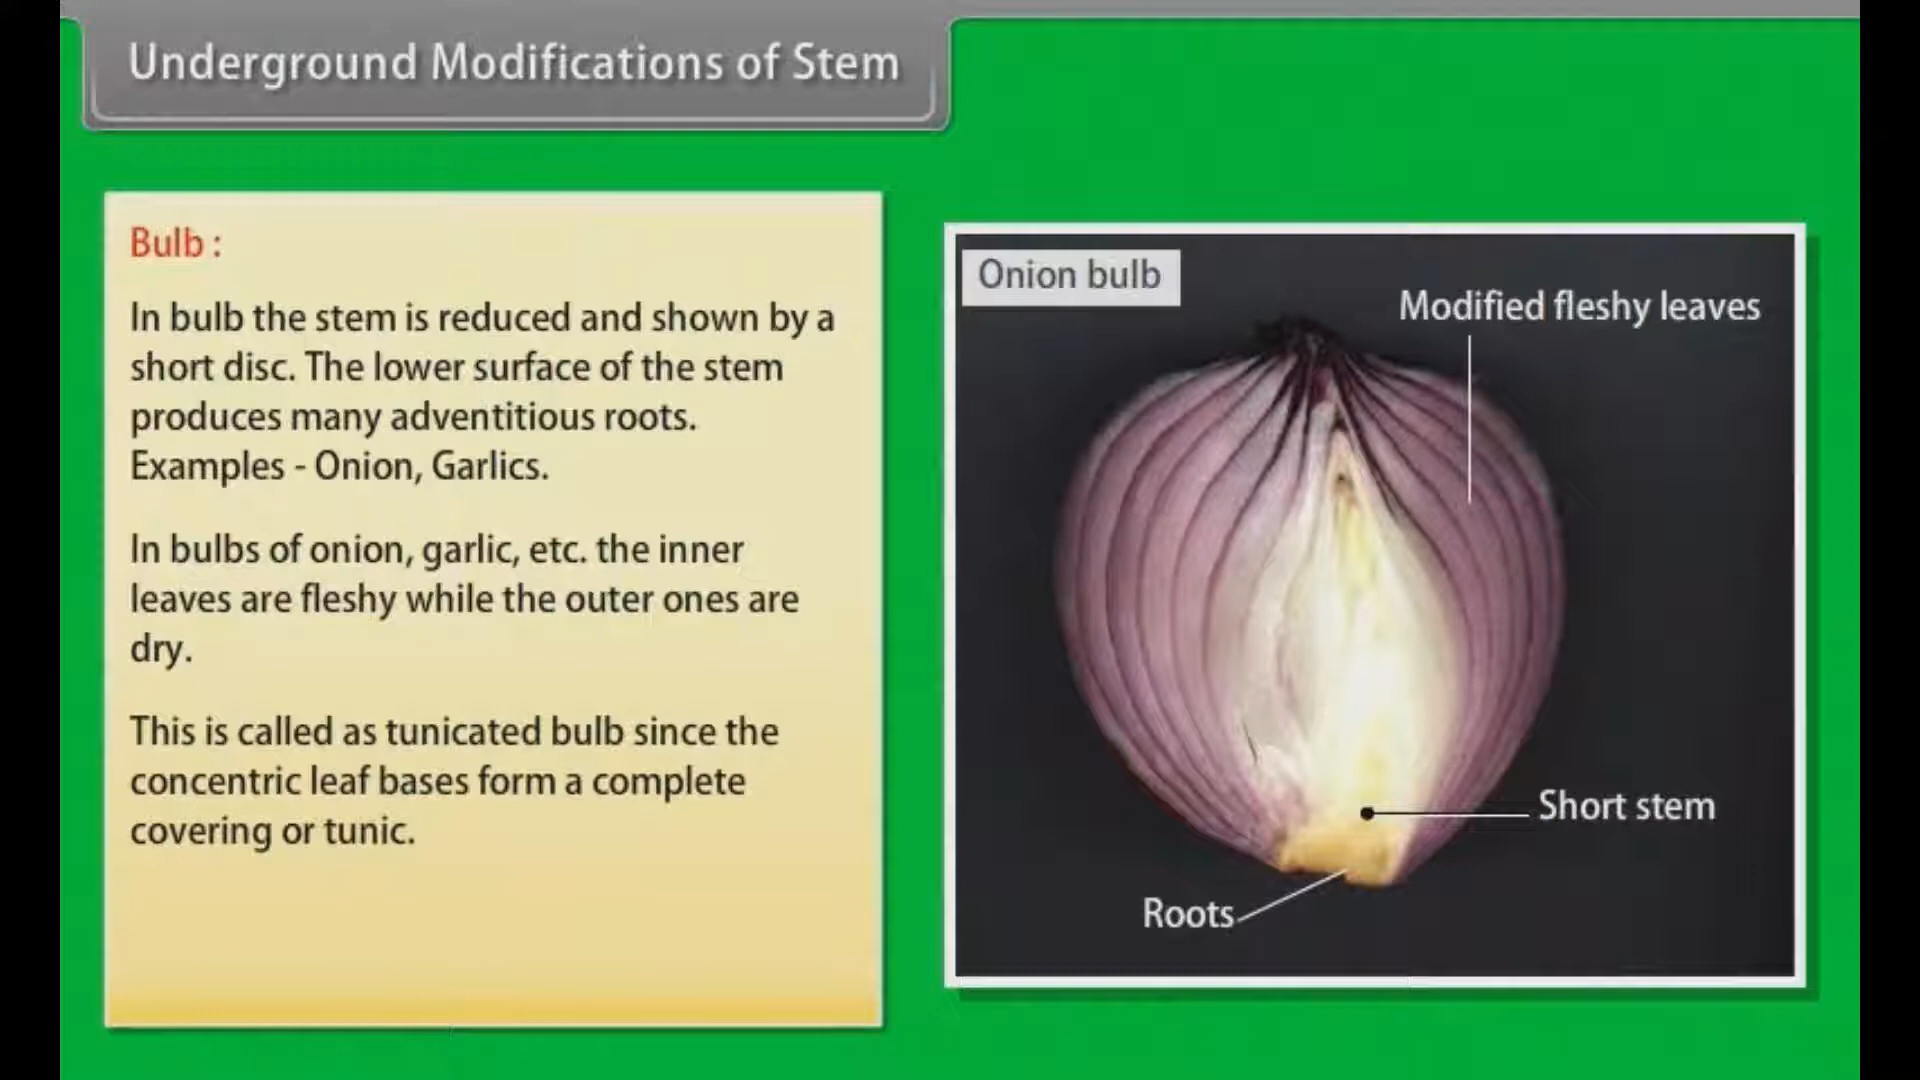 Underground Modifications of Stem
Bulb :
In bulb the stem is reduced and shown by a
short disc. The lower surface of the stem
produces many adventitious roots.
Examples - Onion, Garlics.
In bulbs of onion, garlic, etc. the inner
leaves are fleshy while the outer ones are
dry.
This is called as tunicated bulb since the
concentric leaf bases form a complete
covering or tunic.
Onion bulb
Modified fleshy leaves
Short stem
Roots